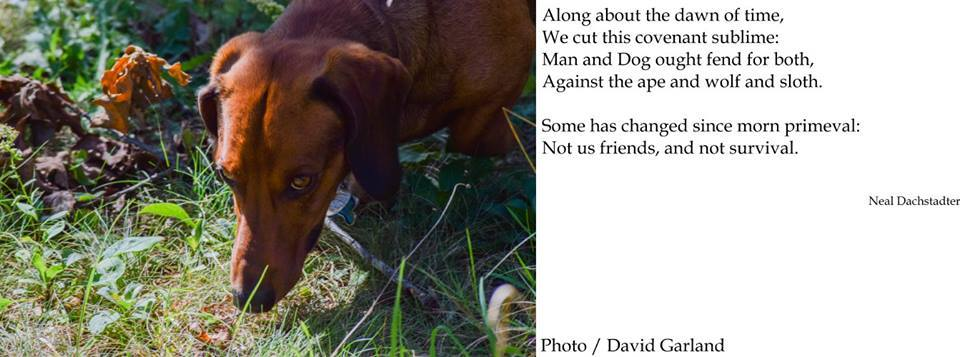 Along about the dawn of time,
We cut this covenant sublime:
Man and Dog ought fend for both,
Against the ape and wolf and sloth.
Some has changed since morn primeval:
Not us friends, and not survival.
Neal Dachstadter
Photo / David Garland